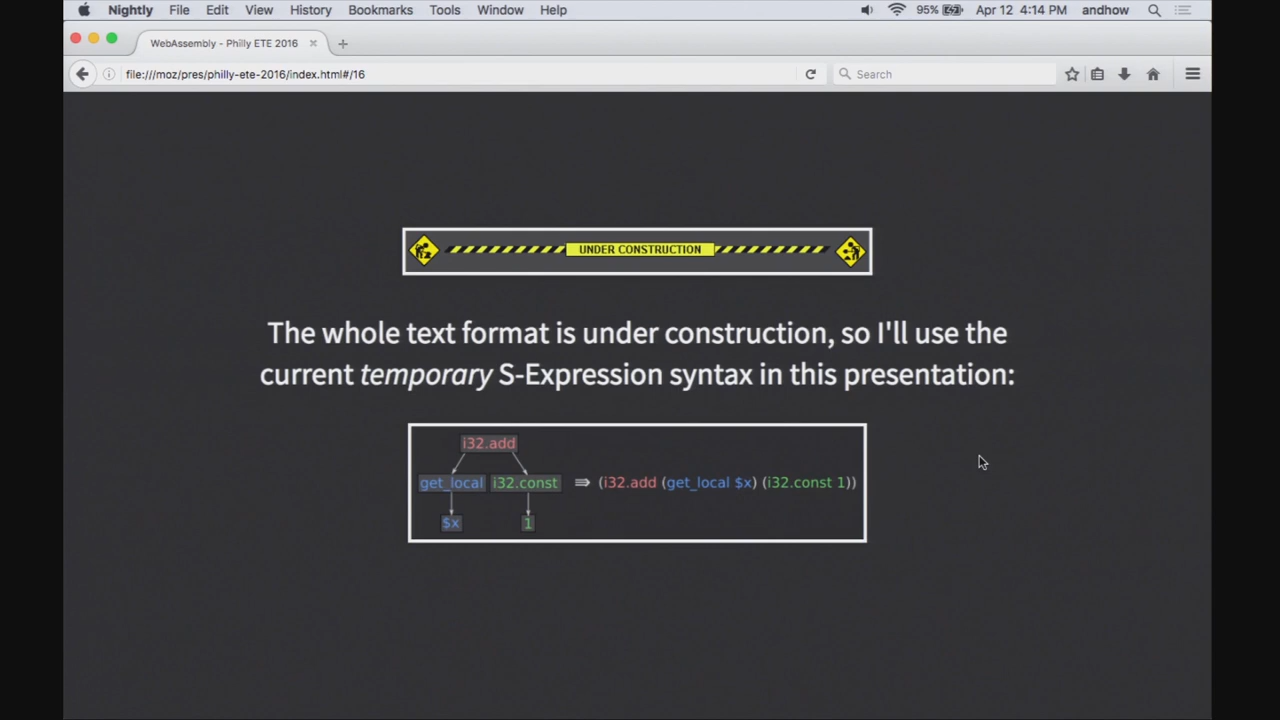 Nightly File Edit View History Bookmarks Tools Window Help 95% Apr 12 4:14 PM andhow
WebAssembly - Philly ETE 2016
file:///moz/pres/philly-ete-2016/index.html#/16 Search
UNDER CONSTRUCTION
The whole text format is under construction, so I'll use the
current temporary S-Expression syntax in this presentation:
i32.add
get_local i32.const ⇛ (i32.add (get_local $x) (i32.const 1))
$x 1